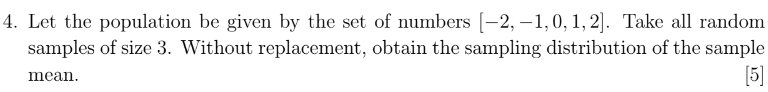 4. Let the population be given by the set of numbers [−2, −1, 0, 1, 2]. Take all random
samples of size 3. Without replacement, obtain the sampling distribution of the sample
mean. [5]